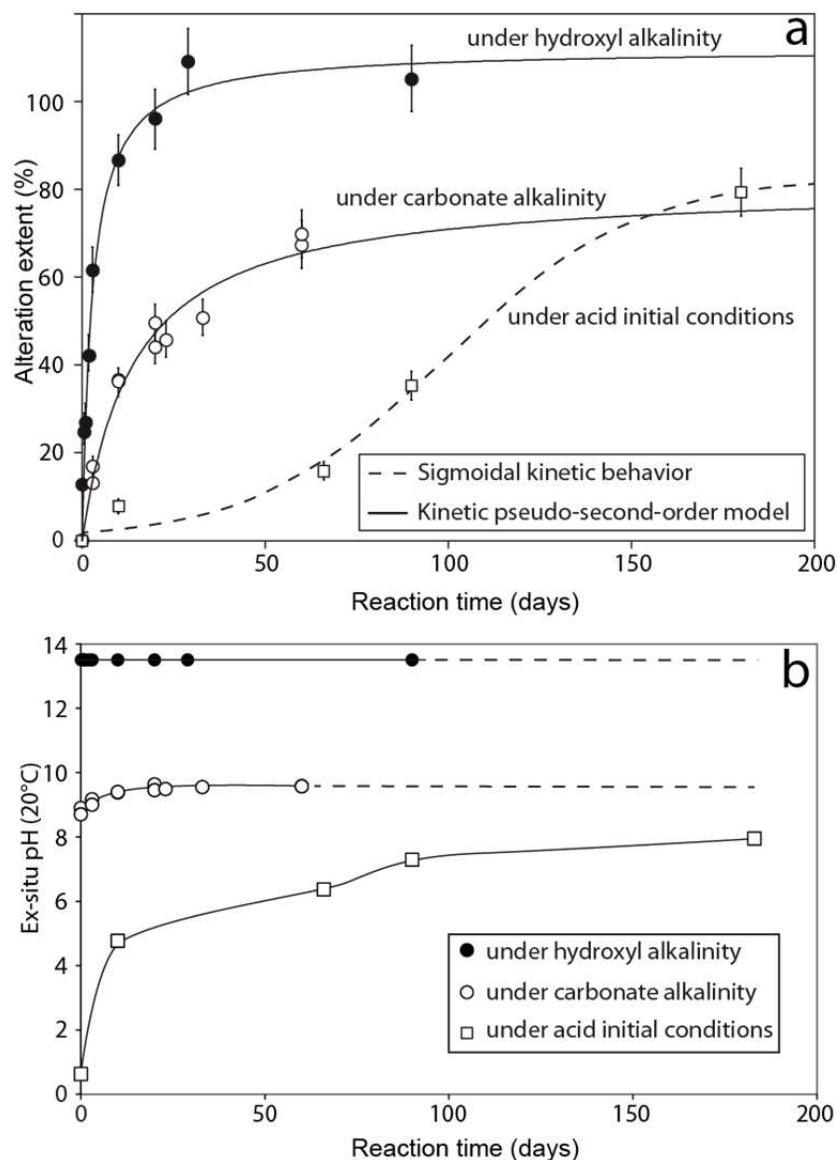 a
under hydroxyl alkalinity
100
80
under carbonate alkalinity
60
under acid initial conditions
40
20
Sigmoidal kinetic behavior
Kinetic pseudo-second-order model
0
0 50 100 150 200
Alteration extent (%)
Reaction time (days)
b
14
12
10
8
6
4
2
0
under hydroxyl alkalinity
under carbonate alkalinity
under acid initial conditions
0 50 100 150 200
Ex-situ pH (20°C)
Reaction time (days)